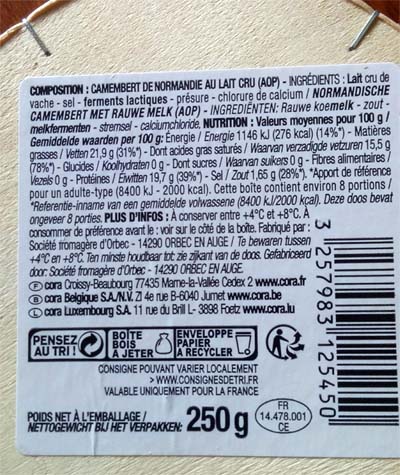 COMPOSITION : CAMEMBERT DE NORMANDIE AU LAIT CRU (AOP) - INGRÉDIENTS : Lait cru de
vache - sel - ferments lactiques - présure - chlorure de calcium / NORMANDISCHE
CAMEMBERT MET RAUWE MELK (AOP) - INGREDIËNTEN: Rauwe koemelk - zout -
melkfermenten - stremsel - calciumchloride. NUTRITION : Valeurs moyennes pour 100 g /
Gemiddelde waarden per 100 g: Énergie / Energie 1146 kJ (276 kcal) (14%*) - Matières
grasses / Vetten 21,9 g (31%*) - Dont acides gras saturés / Waarvan verzadigde vetzuren 15,5 g
(78%*) - Glucides / Koolhydraten 0 g - Dont sucres / Waarvan suikers 0 g - Fibres alimentaires /
Vezels 0 g - Protéines / Eiwitten 19,7 g (39%*) - Sel / Zout 1,65 g (28%*). *Apport de référence
pour un adulte-type (8400 kJ - 2000 kcal). Cette boîte contient environ 8 portions /
*Referentie-inname van een gemiddelde volwassene (8400 kJ/2000 kcal). Deze doos bevat
ongeveer 8 porties. PLUS D'INFOS : À conserver entre +4°C et +8°C. À
consommer de préférence avant le : voir sur le côté de la boîte. Fabriqué par :
Société fromagère d'Orbec - 14290 ORBEC EN AUGE / Te bewaren tussen
+4°C en +8°C. Ten minste houdbaar tot: zie zijkant van de doos. Gefabriceerd
door: Société fromagère d'Orbec - 14290 ORBEC EN AUGE.
F cora Croissy-Beaubourg 77435 Marne-la-Vallée Cedex 2 www.cora.fr
B cora Belgique S.A./N.V. ZI 4e rue B-6040 Jumet www.cora.be
L cora Luxembourg S.A. 11 rue du Brill L- 3898 Foetz www.cora.lu
PENSEZ AU TRI !
BOÎTE BOIS À JETER
ENVELOPPE PAPIER À RECYCLER
CONSIGNE POUVANT VARIER LOCALEMENT
> WWW.CONSIGNESDETRI.FR
VALABLE UNIQUEMENT POUR LA FRANCE
POIDS NET À L'EMBALLAGE /
NETTOGEWICHT BIJ HET VERPAKKEN: 250 g
FR
14.478.001
CE
3 257983 125450